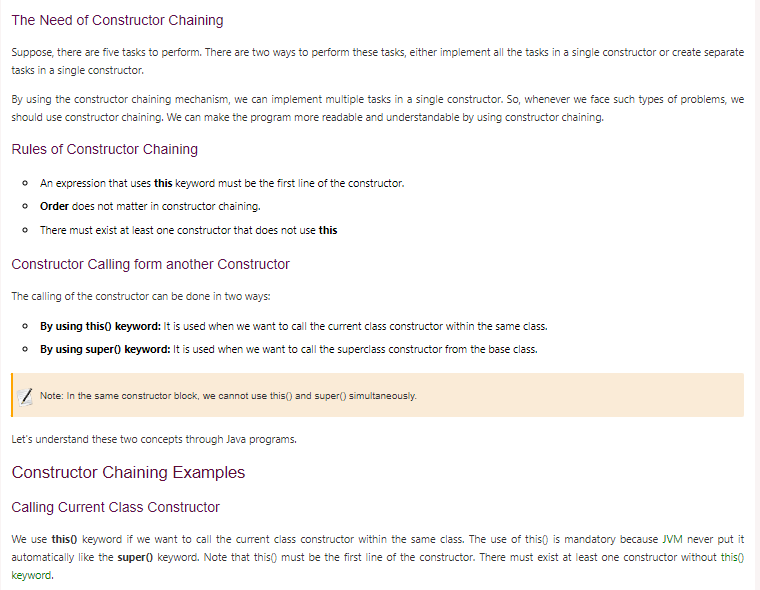 The Need of Constructor Chaining
Suppose, there are five tasks to perform. There are two ways to perform these tasks, either implement all the tasks in a single constructor or create separate
tasks in a single constructor.
By using the constructor chaining mechanism, we can implement multiple tasks in a single constructor. So, whenever we face such types of problems, we
should use constructor chaining. We can make the program more readable and understandable by using constructor chaining.
Rules of Constructor Chaining
An expression that uses this keyword must be the first line of the constructor.
Order does not matter in constructor chaining.
There must exist at least one constructor that does not use this
Constructor Calling form another Constructor
The calling of the constructor can be done in two ways:
By using this() keyword: It is used when we want to call the current class constructor within the same class.
By using super() keyword: It is used when we want to call the superclass constructor from the base class.
Note: In the same constructor block, we cannot use this() and super() simultaneously.
Let's understand these two concepts through Java programs.
Constructor Chaining Examples
Calling Current Class Constructor
We use this() keyword if we want to call the current class constructor within the same class. The use of this() is mandatory because JVM never put it
automatically like the super() keyword. Note that this() must be the first line of the constructor. There must exist at least one constructor without this()
keyword.